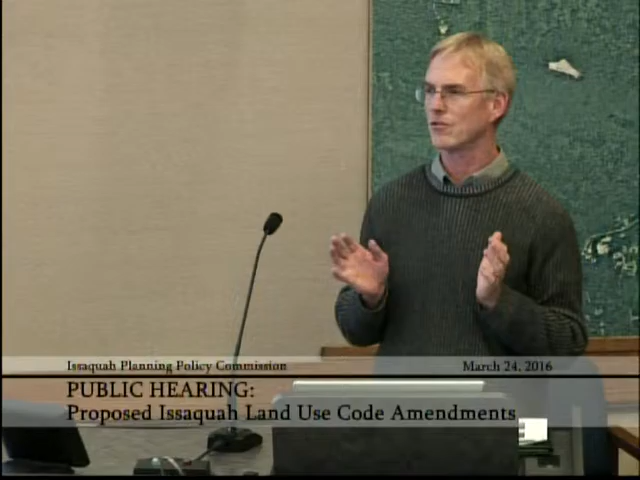 Issaquah Planning Policy Commission March 24, 2016
PUBLIC HEARING:
Proposed Issaquah Land Use Code Amendments